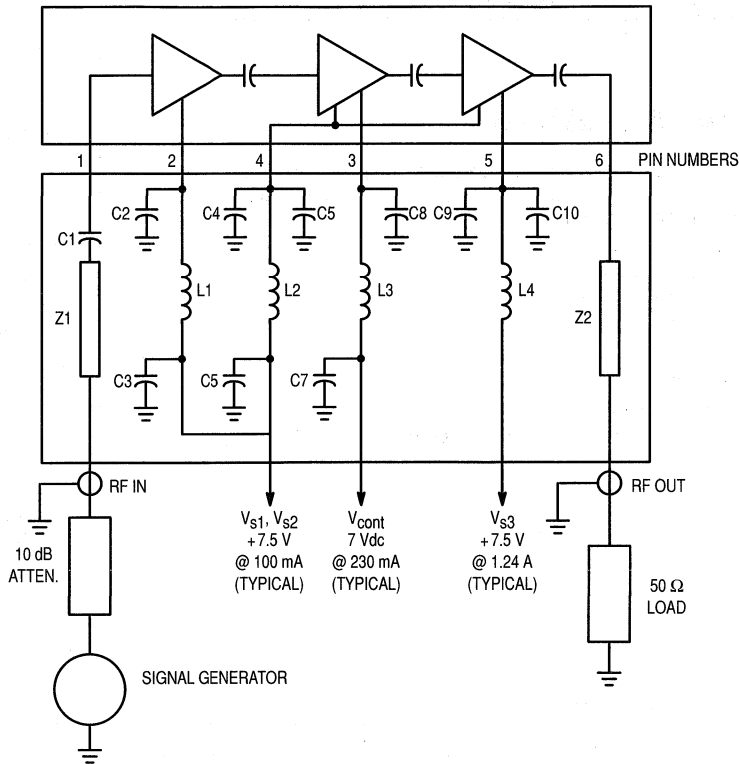 1 2 4 3 5 6 PIN NUMBERS
C2 C4 C5 C8 C9 C10
C1
Z1 L1 L2 L3 L4 Z2
C3 C5 C7
RF IN
RF OUT
10 dB
ATTEN.
Vs1, Vs2
+7.5 V
@ 100 mA
(TYPICAL)
Vcont
7 Vdc
@ 230 mA
(TYPICAL)
Vs3
+7.5 V
@ 1.24 A
(TYPICAL)
50 Ω
LOAD
SIGNAL GENERATOR